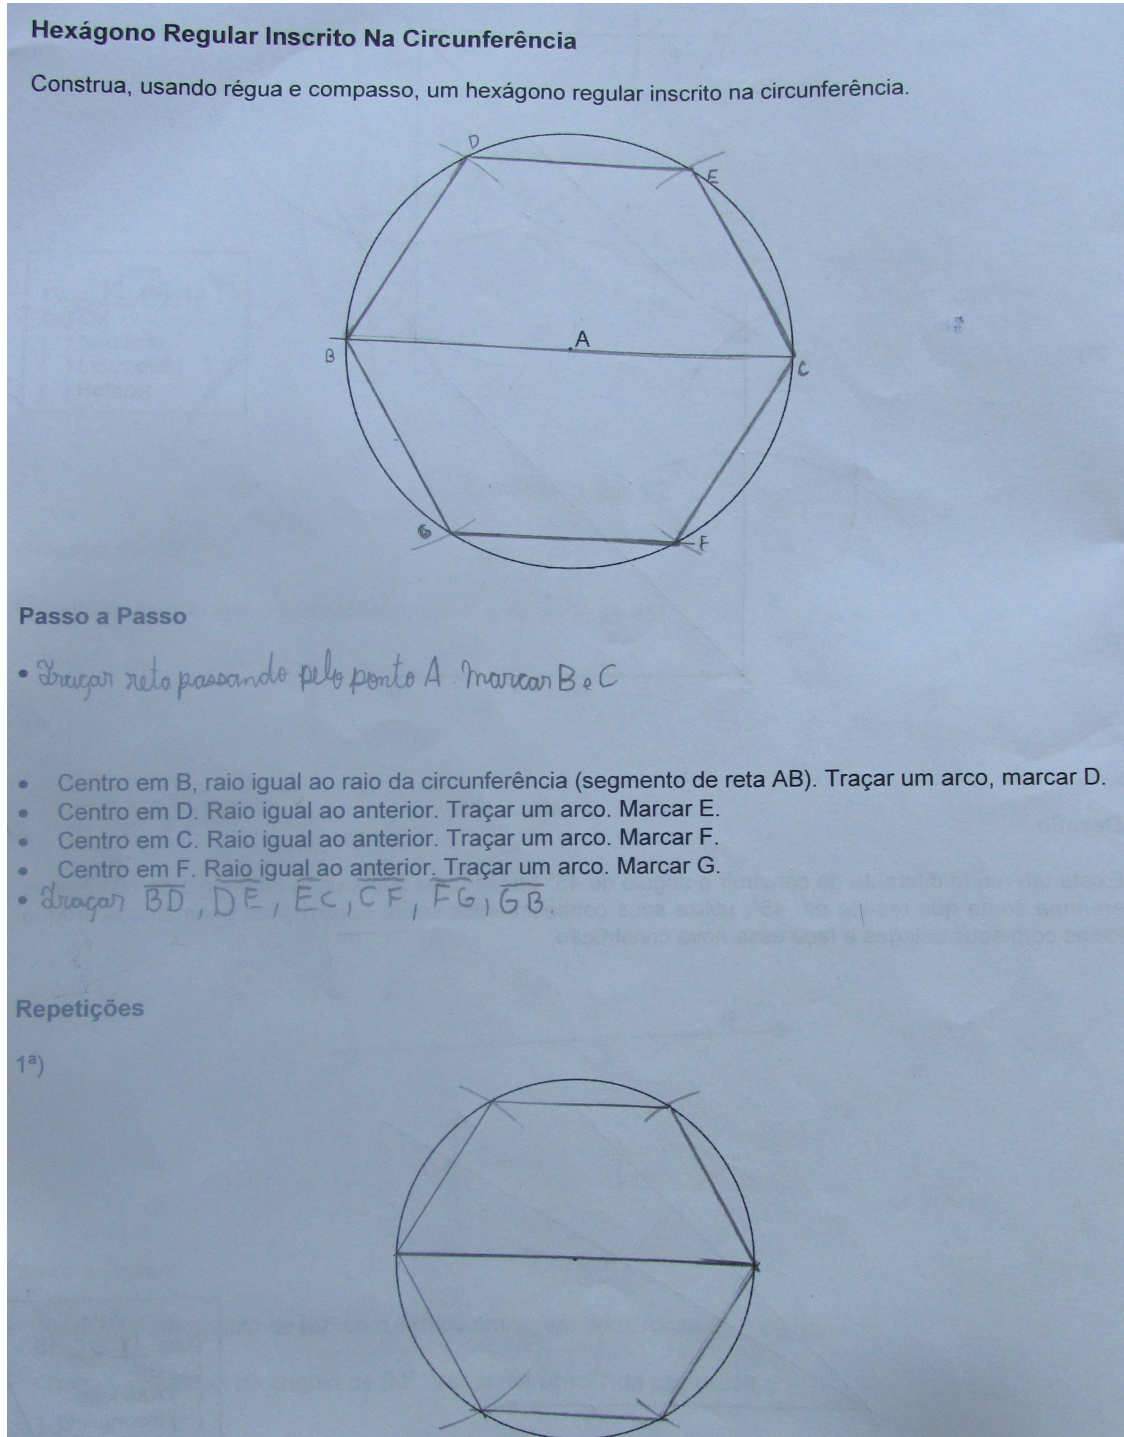 Hexágono Regular Inscrito Na Circunferência
Construa, usando régua e compasso, um hexágono regular inscrito na circunferência.
D
E
A
B
C
G
F
Passo a Passo
• Traçar reta passando pelo ponto A. Marcar B e C
• Centro em B, raio igual ao raio da circunferência (segmento de reta AB). Traçar um arco, marcar D.
• Centro em D. Raio igual ao anterior. Traçar um arco. Marcar E.
• Centro em C. Raio igual ao anterior. Traçar um arco. Marcar F.
• Centro em F. Raio igual ao anterior. Traçar um arco. Marcar G.
• Traçar BD, DE, EC, CF, FG, GB
Repetições
1ª)